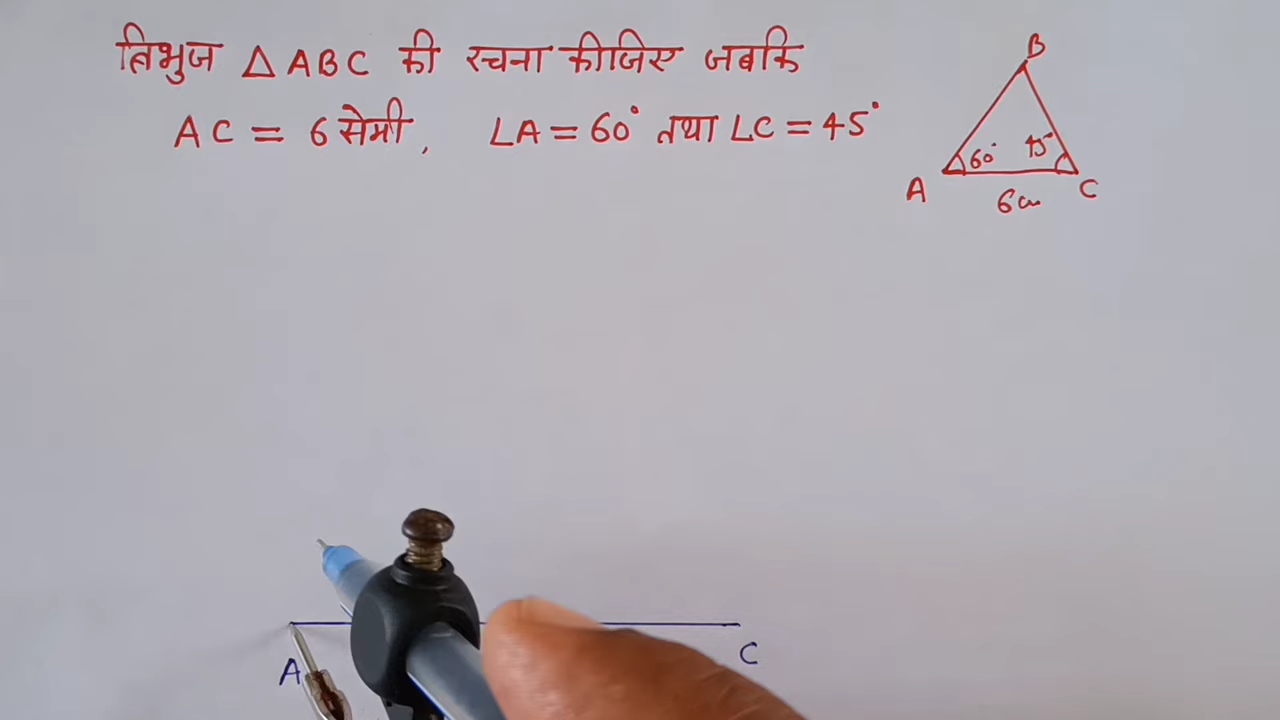 त्रिभुज △ABC की रचना कीजिए जबकि
AC = 6 सेमी, ∠A = 60° तथा ∠C = 45°
B
60° 45°
A C
6cm
A C